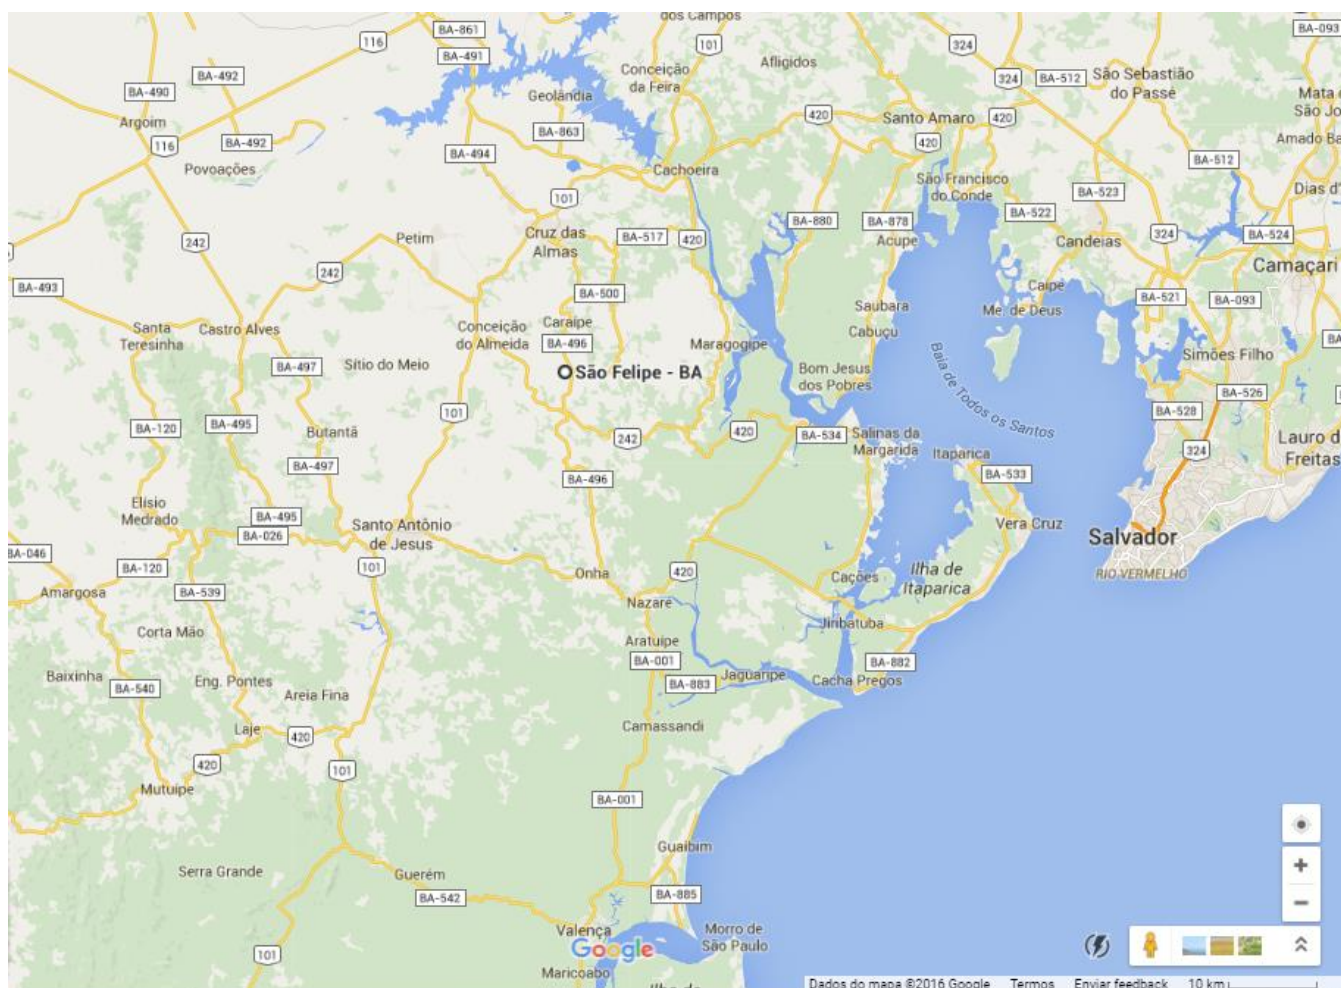 dos Campos
BA-861
BA-093
116
101
324
BA-491
Conceição
da Feira
Afligidos
BA-492
324
BA-512
São Sebastião
do Passé
BA-490
Geolândia
Argoim
420
Santo Amaro
420
BA-863
116
BA-492
BA-494
420
BA-512
Povoações
Cachoeira
São Francisco
do Conde
BA-523
101
BA-880
BA-878
BA-522
Cruz das
Almas
BA-517
420
Acupe
Candeias
324
BA-524
242
Petim
Camaçari
242
BA-493
BA-500
Caípe
BA-521
BA-093
Saubara
Me. de Deus
Santa
Teresinha
Castro Alves
Conceição
do Almeida
Caraípe
Cabuçu
BA-496
Maragogipe
Simões Filho
BA-497
Sítio do Meio
São Felipe - BA
Bom Jesus
dos Pobres
Baia de Todos os Santos
BA-526
101
BA-528
BA-120
BA-495
Butantã
242
420
BA-534
Salinas da
Margarida
Itaparica
324
Lauro d
Freitas
BA-497
BA-496
BA-533
Elísio
Medrado
BA-495
Santo Antônio
de Jesus
Vera Cruz
BA-026
Salvador
BA-046
BA-120
101
Onha
420
Cações
Ilha de
Itaparica
RIO VERMELHO
Amargosa
BA-539
Nazaré
Jiribatuba
Corta Mão
Aratuípe
BA-001
BA-882
Baixinha
BA-540
Eng. Pontes
BA-883
Jaguaripe
Cacha Pregos
Areia Fina
Laje
420
Camassandi
420
101
Mutuípe
BA-001
Guaibim
Serra Grande
Guerém
BA-542
BA-885
Valença
Morro de
São Paulo
Google
101
Maricoabo
Dados do mapa ©2016 Google Termos Enviar feedback 10 km